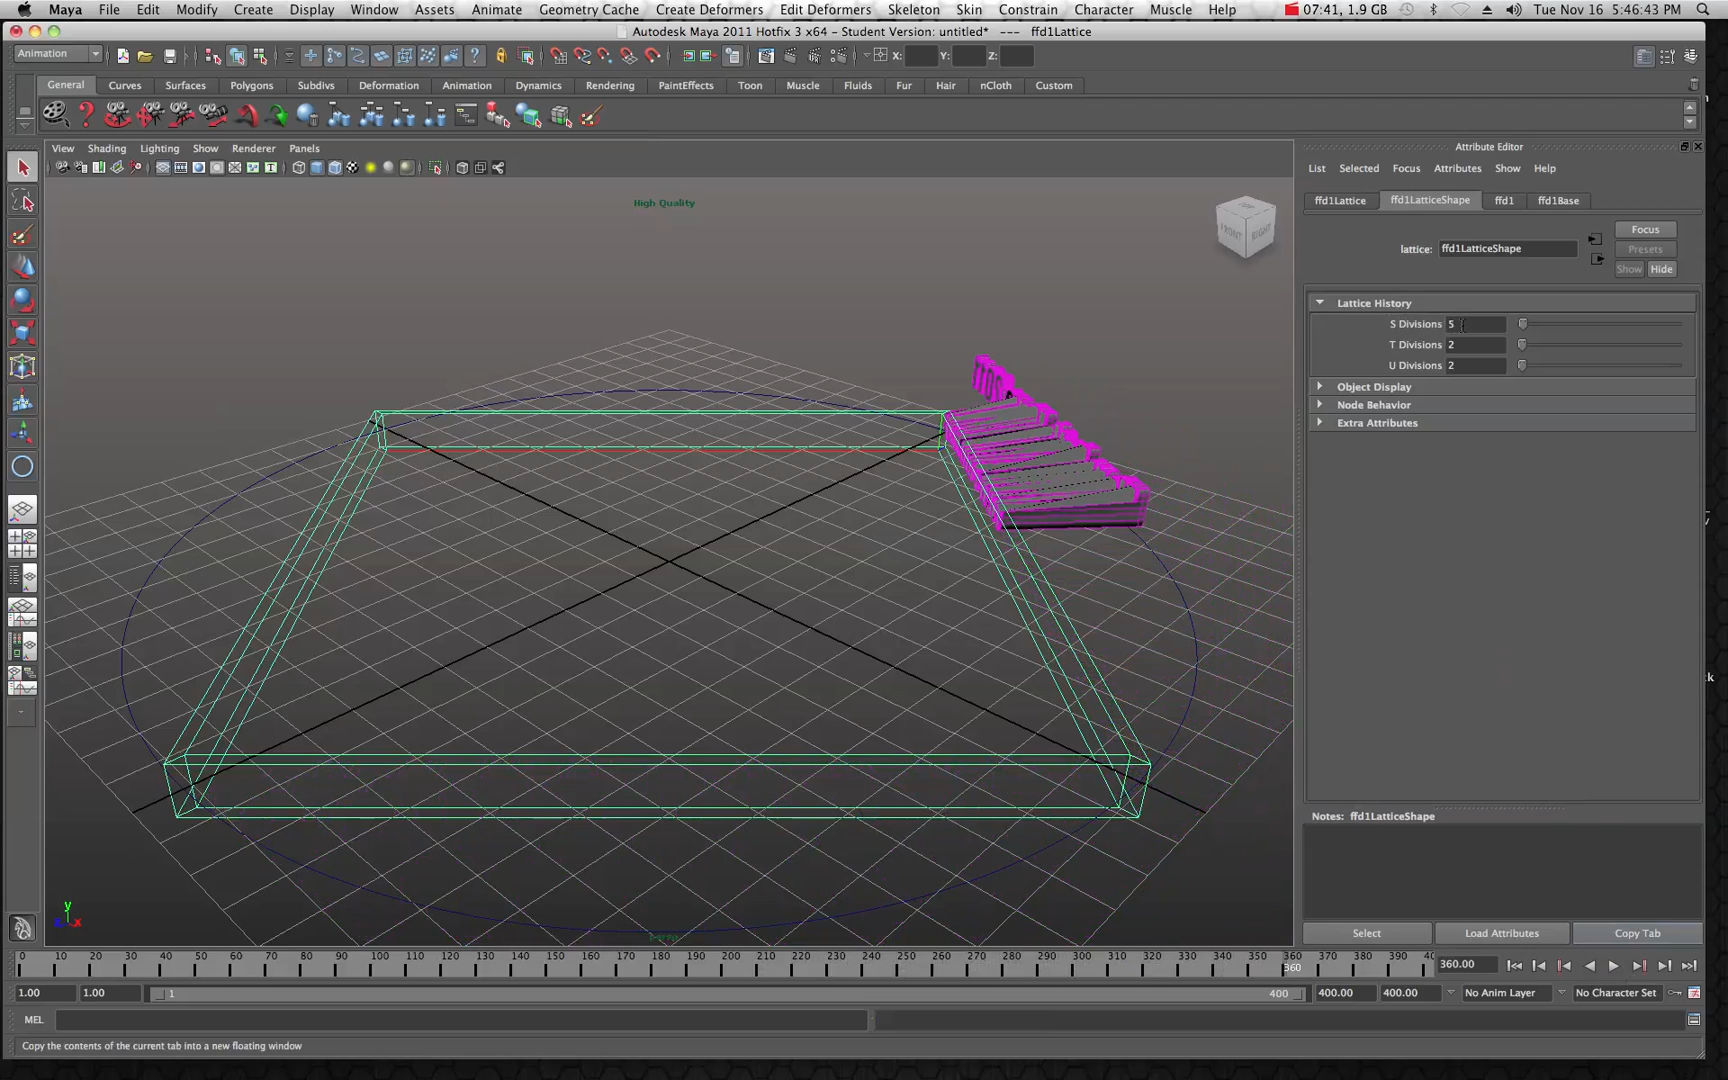 Maya File Edit Modify Create Display Window Assets Animate Geometry Cache Create Deformers Edit Deformers Skeleton Skin Constrain Character Muscle Help 07:41, 1.9 GB Tue Nov 16 5:46:43 PM
Autodesk Maya 2011 Hotfix 3 x64 - Student Version: untitled* --- ffd1Lattice
Animation X: Y: Z:
General Curves Surfaces Polygons Subdivs Deformation Animation Rendering PaintEffects Toon Muscle Fluids Fur Hair nCloth Custom
View Shading Lighting Show Renderer Panels
Attribute Editor
List Selected Focus Attributes Show Help
High Quality
TOP
FRONT RIGHT
ffd1Lattice ffd1LatticeShape ffd1 ffd1Base
lattice: ffd1LatticeShape
Focus
Presets
Show Hide
Lattice History
S Divisions 5
T Divisions 2
U Divisions 2
Object Display
Node Behavior
Extra Attributes
Notes: ffd1LatticeShape
y
x
persp
Select Load Attributes Copy Tab
0 10 20 30 40 50 60 70 80 90 100 110 120 130 140 150 160 170 180 190 200 210 220 230 240 250 260 270 280 290 300 310 320 330 340 350 360 370 380 390 40
360
360.00
1.00 1.00 1 400 400.00 400.00 No Anim Layer No Character Set
MEL
Copy the contents of the current tab into a new floating window